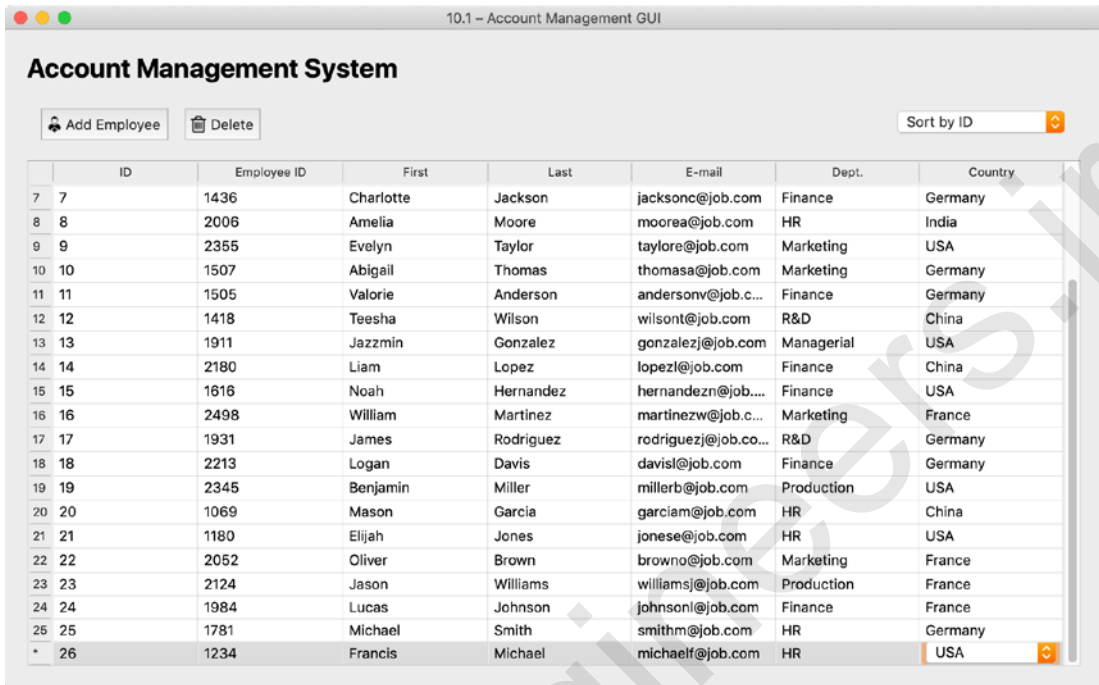 10.1 – Account Management GUI
Account Management System
Add Employee Delete Sort by ID
ID Employee ID First Last E-mail Dept. Country
7 7 1436 Charlotte Jackson jacksonc@job.com Finance Germany
8 8 2006 Amelia Moore moorea@job.com HR India
9 9 2355 Evelyn Taylor taylore@job.com Marketing USA
10 10 1507 Abigail Thomas thomasa@job.com Marketing Germany
11 11 1505 Valorie Anderson andersonv@job.c... Finance Germany
12 12 1418 Teesha Wilson wilsont@job.com R&D China
13 13 1911 Jazzmin Gonzalez gonzalezj@job.com Managerial USA
14 14 2180 Liam Lopez lopezl@job.com Finance China
15 15 1616 Noah Hernandez hernandezn@job.... Finance USA
16 16 2498 William Martinez martinezw@job.c... Marketing France
17 17 1931 James Rodriguez rodriguezj@job.co... R&D Germany
18 18 2213 Logan Davis davisl@job.com Finance Germany
19 19 2345 Benjamin Miller millerb@job.com Production USA
20 20 1069 Mason Garcia garciam@job.com HR China
21 21 1180 Elijah Jones jonese@job.com HR USA
22 22 2052 Oliver Brown browno@job.com Marketing France
23 23 2124 Jason Williams williamsj@job.com Production France
24 24 1984 Lucas Johnson johnsonl@job.com Finance France
25 25 1781 Michael Smith smithm@job.com HR Germany
* 26 1234 Francis Michael michaelf@job.com HR USA